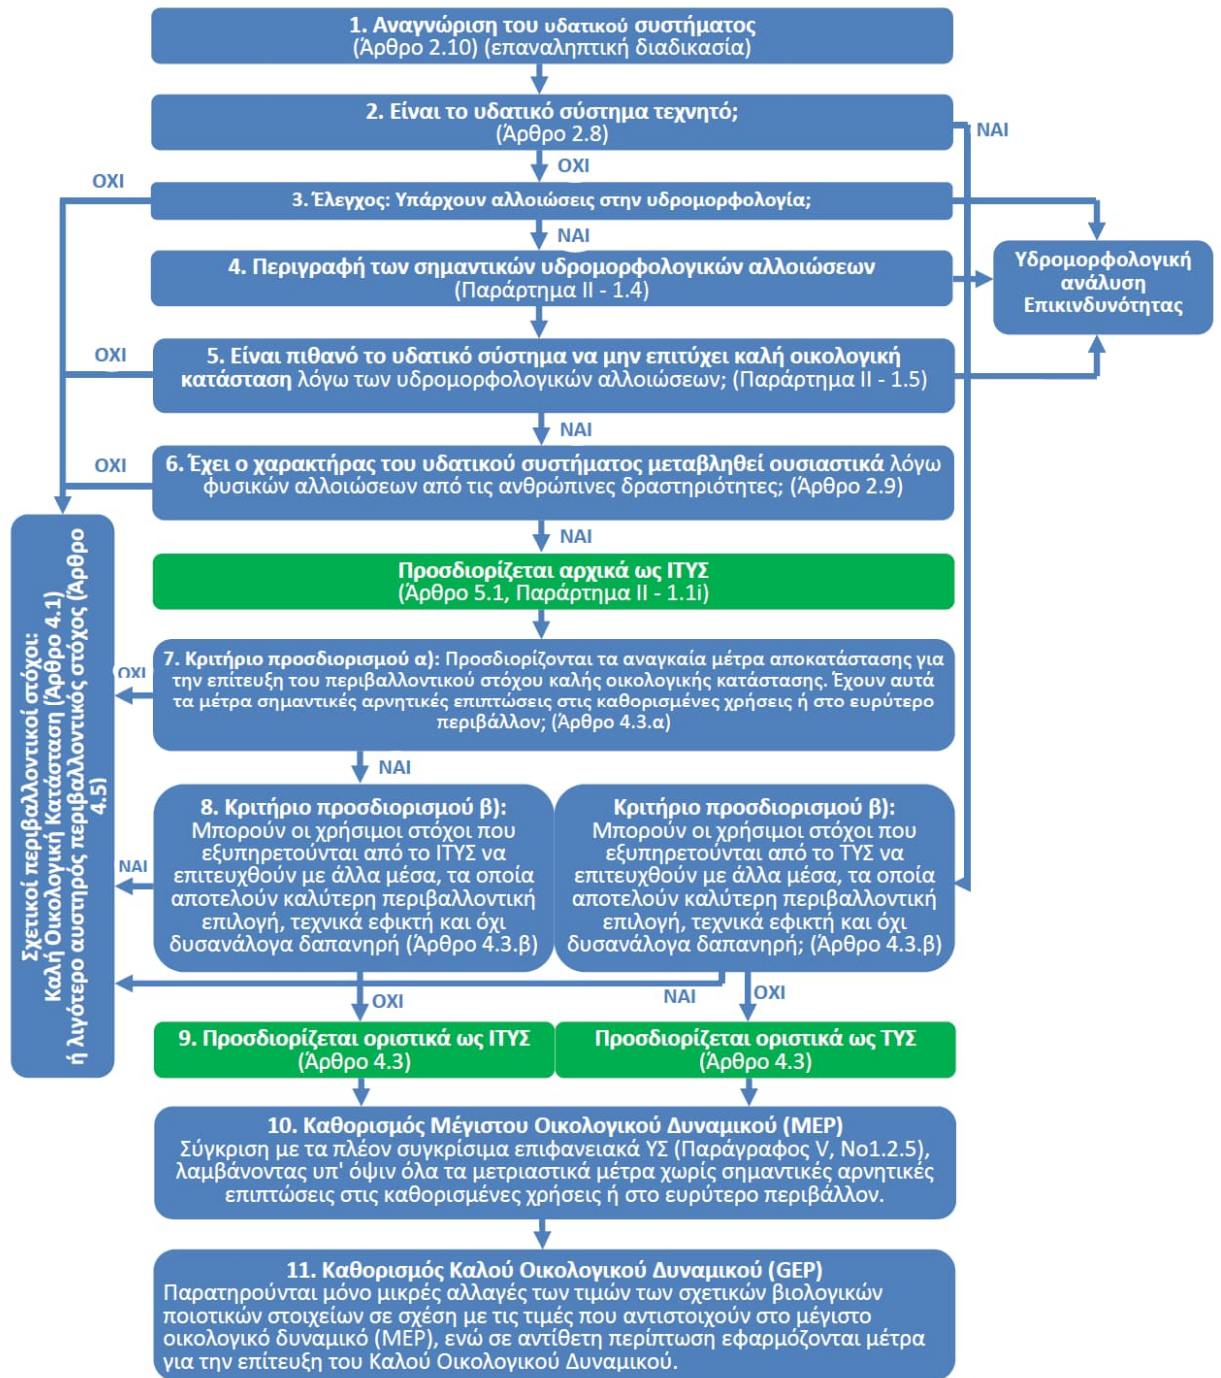 1. Αναγνώριση του υδατικού συστήματος
(Άρθρο 2.10) (επαναληπτική διαδικασία)
2. Είναι το υδατικό σύστημα τεχνητό;
(Άρθρο 2.8)
ΝΑΙ
ΟΧΙ
ΟΧΙ
3. Έλεγχος: Υπάρχουν αλλοιώσεις στην υδρομορφολογία;
ΝΑΙ
4. Περιγραφή των σημαντικών υδρομορφολογικών αλλοιώσεων
(Παράρτημα ΙΙ - 1.4)
Υδρομορφολογική
ανάλυση
Επικινδυνότητας
ΟΧΙ
5. Είναι πιθανό το υδατικό σύστημα να μην επιτύχει καλή οικολογική
κατάσταση λόγω των υδρομορφολογικών αλλοιώσεων; (Παράρτημα ΙΙ - 1.5)
ΝΑΙ
ΟΧΙ
6. Έχει ο χαρακτήρας του υδατικού συστήματος μεταβληθεί ουσιαστικά λόγω
φυσικών αλλοιώσεων από τις ανθρώπινες δραστηριότητες; (Άρθρο 2.9)
ΝΑΙ
Προσδιορίζεται αρχικά ως ΙΤΥΣ
(Άρθρο 5.1, Παράρτημα ΙΙ - 1.1i)
Σχετικοί περιβαλλοντικοί στόχοι:
Καλή Οικολογική Κατάσταση (Άρθρο 4.1)
ή λιγότερο αυστηρός περιβαλλοντικός στόχος (Άρθρο
4.5)
ΟΧΙ
7. Κριτήριο προσδιορισμού α): Προσδιορίζονται τα αναγκαία μέτρα αποκατάστασης για
την επίτευξη του περιβαλλοντικού στόχου καλής οικολογικής κατάστασης. Έχουν αυτά
τα μέτρα σημαντικές αρνητικές επιπτώσεις στις καθορισμένες χρήσεις ή στο ευρύτερο
περιβάλλον; (Άρθρο 4.3.α)
ΝΑΙ
ΝΑΙ
8. Κριτήριο προσδιορισμού β):
Μπορούν οι χρήσιμοι στόχοι που
εξυπηρετούνται από το ΙΤΥΣ να
επιτευχθούν με άλλα μέσα, τα οποία
αποτελούν καλύτερη περιβαλλοντική
επιλογή, τεχνικά εφικτή και όχι
δυσανάλογα δαπανηρή (Άρθρο 4.3.β)
Κριτήριο προσδιορισμού β):
Μπορούν οι χρήσιμοι στόχοι που
εξυπηρετούνται από το ΤΥΣ να
επιτευχθούν με άλλα μέσα, τα οποία
αποτελούν καλύτερη περιβαλλοντική
επιλογή, τεχνικά εφικτή και όχι
δυσανάλογα δαπανηρή; (Άρθρο 4.3.β)
ΟΧΙ
ΝΑΙ
ΟΧΙ
9. Προσδιορίζεται οριστικά ως ΙΤΥΣ
(Άρθρο 4.3)
Προσδιορίζεται οριστικά ως ΤΥΣ
(Άρθρο 4.3)
10. Καθορισμός Μέγιστου Οικολογικού Δυναμικού (MEP)
Σύγκριση με τα πλέον συγκρίσιμα επιφανειακά ΥΣ (Παράγραφος V, No1.2.5),
λαμβάνοντας υπ' όψιν όλα τα μετριαστικά μέτρα χωρίς σημαντικές αρνητικές
επιπτώσεις στις καθορισμένες χρήσεις ή στο ευρύτερο περιβάλλον.
11. Καθορισμός Καλού Οικολογικού Δυναμικού (GEP)
Παρατηρούνται μόνο μικρές αλλαγές των τιμών των σχετικών βιολογικών
ποιοτικών στοιχείων σε σχέση με τις τιμές που αντιστοιχούν στο μέγιστο
οικολογικό δυναμικό (MEP), ενώ σε αντίθετη περίπτωση εφαρμόζονται μέτρα
για την επίτευξη του Καλού Οικολογικού Δυναμικού.